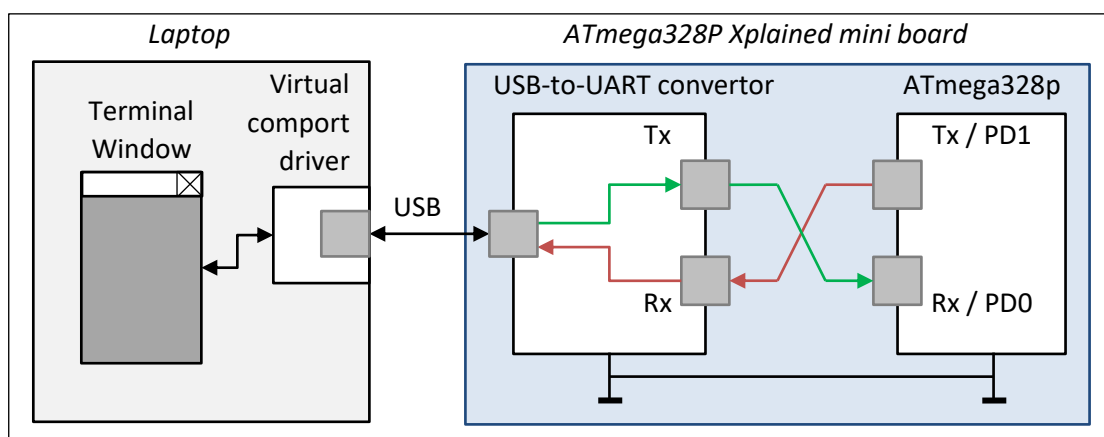 Laptop
ATmega328P Xplained mini board
Virtual
comport
driver
Terminal
Window
USB
USB-to-UART convertor
ATmega328p
Tx
Tx / PD1
Rx
Rx / PD0